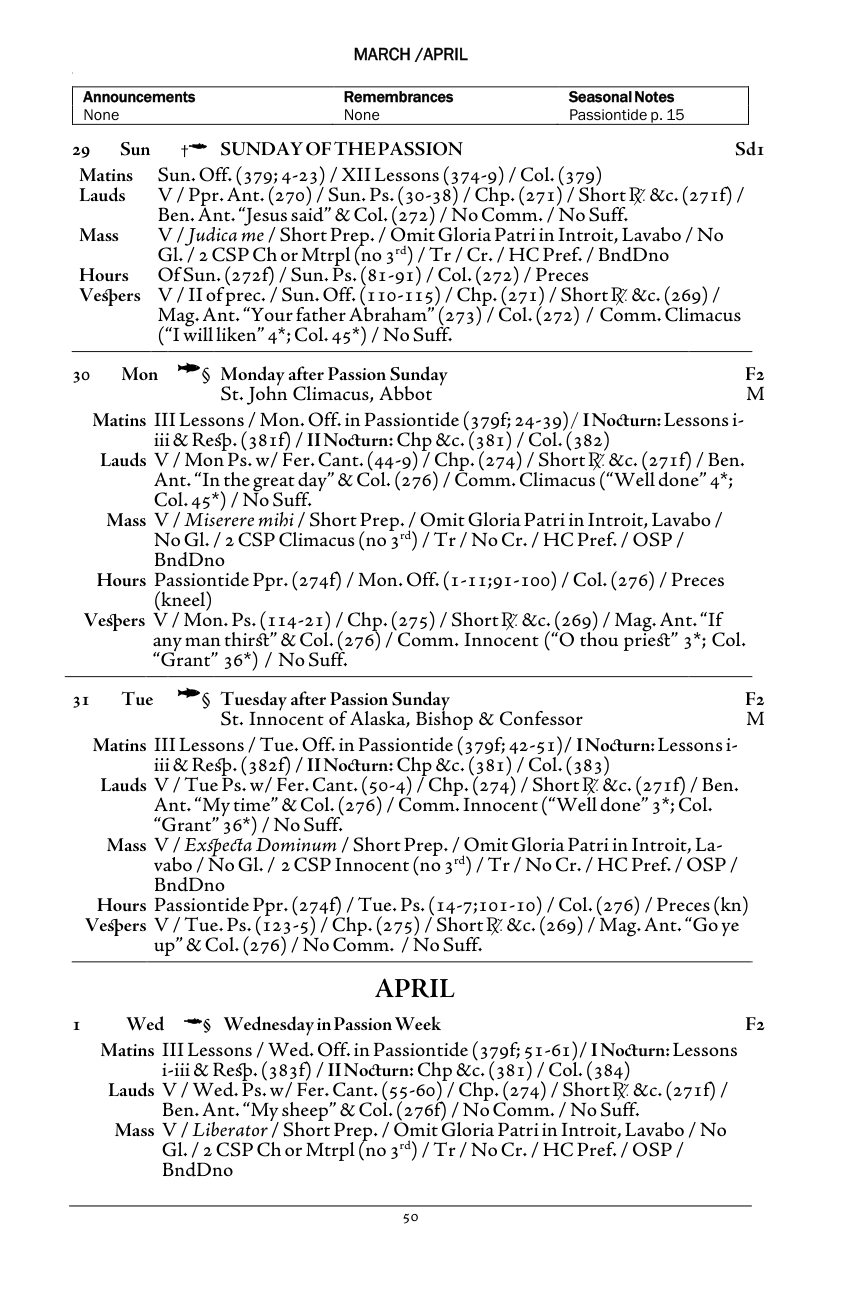 MARCH /APRIL
Announcements Remembrances Seasonal Notes
None None Passiontide p. 15
29 Sun † SUNDAY OF THE PASSION Sd1
Matins Sun. Off. (379; 4-23) / XII Lessons (374-9) / Col. (379)
Lauds V / Ppr. Ant. (270) / Sun. Ps. (30-38) / Chp. (271) / Short ℟. &c. (271f) /
Ben. Ant. “Jesus said” & Col. (272) / No Comm. / No Suff.
Mass V / Judica me / Short Prep. / Omit Gloria Patri in Introit, Lavabo / No
Gl. / 2 CSP Ch or Mtrpl (no 3rd) / Tr / Cr. / HC Pref. / BndDno
Hours Of Sun. (272f) / Sun. Ps. (81-91) / Col. (272) / Preces
Vespers V / II of prec. / Sun. Off. (110-115) / Chp. (271) / Short ℟. &c. (269) /
Mag. Ant. “Your father Abraham” (273) / Col. (272) / Comm. Climacus
(“I will liken” 4*; Col. 45*) / No Suff.
30 Mon § Monday after Passion Sunday F2
St. John Climacus, Abbot M
Matins III Lessons / Mon. Off. in Passiontide (379f; 24-39)/ I Nocturn: Lessons i-
iii & Resp. (381f) / II Nocturn: Chp &c. (381) / Col. (382)
Lauds V / Mon Ps. w/ Fer. Cant. (44-9) / Chp. (274) / Short ℟. &c. (271f) / Ben.
Ant. “In the great day” & Col. (276) / Comm. Climacus (“Well done” 4*;
Col. 45*) / No Suff.
Mass V / Miserere mihi / Short Prep. / Omit Gloria Patri in Introit, Lavabo /
No Gl. / 2 CSP Climacus (no 3rd) / Tr / No Cr. / HC Pref. / OSP /
BndDno
Hours Passiontide Ppr. (274f) / Mon. Off. (1-11;91-100) / Col. (276) / Preces
(kneel)
Vespers V / Mon. Ps. (114-21) / Chp. (275) / Short ℟. &c. (269) / Mag. Ant. “If
any man thirst” & Col. (276) / Comm. Innocent (“O thou priest” 3*; Col.
“Grant” 36*) / No Suff.
31 Tue § Tuesday after Passion Sunday F2
St. Innocent of Alaska, Bishop & Confessor M
Matins III Lessons / Tue. Off. in Passiontide (379f; 42-51)/ I Nocturn: Lessons i-
iii & Resp. (382f) / II Nocturn: Chp &c. (381) / Col. (383)
Lauds V / Tue Ps. w/ Fer. Cant. (50-4) / Chp. (274) / Short ℟. &c. (271f) / Ben.
Ant. “My time” & Col. (276) / Comm. Innocent (“Well done” 3*; Col.
“Grant” 36*) / No Suff.
Mass V / Exspecta Dominum / Short Prep. / Omit Gloria Patri in Introit, La-
vabo / No Gl. / 2 CSP Innocent (no 3rd) / Tr / No Cr. / HC Pref. / OSP /
BndDno
Hours Passiontide Ppr. (274f) / Tue. Ps. (14-7;101-10) / Col. (276) / Preces (kn)
Vespers V / Tue. Ps. (123-5) / Chp. (275) / Short ℟. &c. (269) / Mag. Ant. “Go ye
up” & Col. (276) / No Comm. / No Suff.
APRIL
1 Wed § Wednesday in Passion Week F2
Matins III Lessons / Wed. Off. in Passiontide (379f; 51-61)/ I Nocturn: Lessons
i-iii & Resp. (383f) / II Nocturn: Chp &c. (381) / Col. (384)
Lauds V / Wed. Ps. w/ Fer. Cant. (55-60) / Chp. (274) / Short ℟. &c. (271f) /
Ben. Ant. “My sheep” & Col. (276f) / No Comm. / No Suff.
Mass V / Liberator / Short Prep. / Omit Gloria Patri in Introit, Lavabo / No
Gl. / 2 CSP Ch or Mtrpl (no 3rd) / Tr / No Cr. / HC Pref. / OSP /
BndDno
50